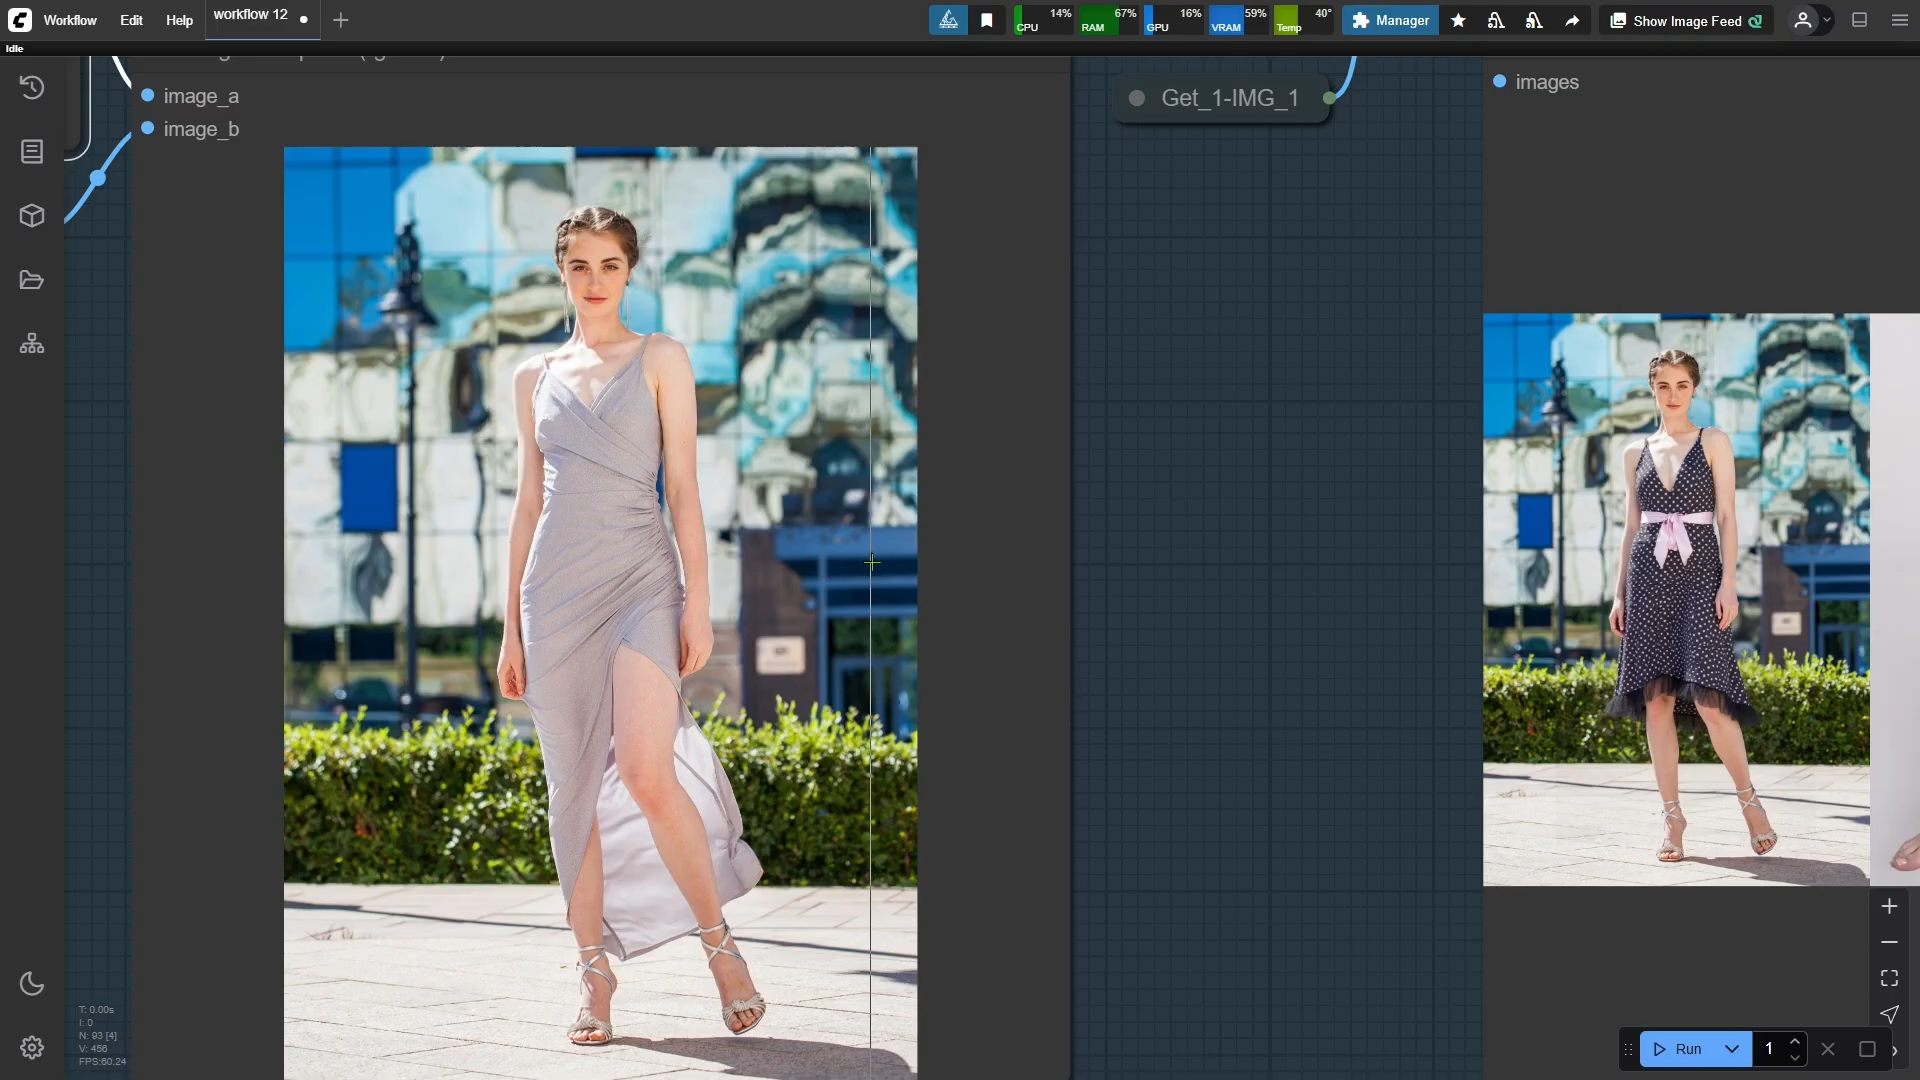 Workflow
Edit
Help
workflow 12
CPU
14%
RAM
67%
GPU
16%
VRAM
59%
Temp
40°
Manager
Show Image Feed
Idle
image_a
image_b
Get_1-IMG_1
images
T: 0.00s
I: 0
N: 93 [4]
V: 456
FPS:60.24
Run
1